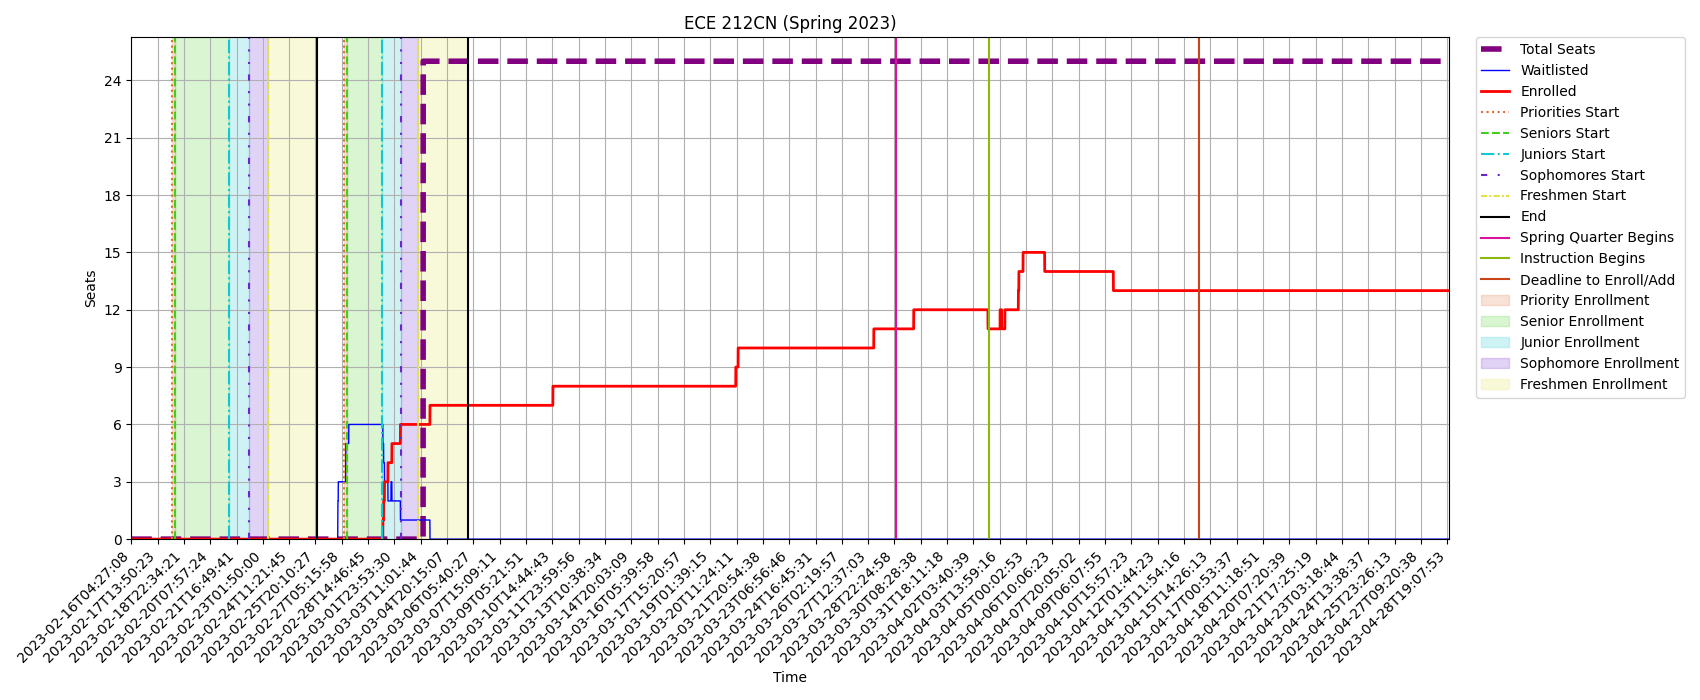 ECE 212CN (Spring 2023)
Seats
24
21
18
15
12
9
6
3
0
2023-02-16T04:27:08
2023-02-17T13:50:23
2023-02-18T22:34:21
2023-02-20T07:57:24
2023-02-21T16:49:41
2023-02-23T01:50:00
2023-02-24T11:21:45
2023-02-25T20:10:27
2023-02-27T05:15:58
2023-02-28T14:46:45
2023-03-01T23:53:30
2023-03-03T11:01:44
2023-03-04T20:15:07
2023-03-06T05:40:27
2023-03-07T15:09:11
2023-03-09T05:21:51
2023-03-10T14:44:43
2023-03-11T23:59:56
2023-03-13T10:38:34
2023-03-14T20:03:09
2023-03-16T05:39:58
2023-03-17T15:20:57
2023-03-19T01:39:15
2023-03-20T11:24:11
2023-03-21T20:54:38
2023-03-23T06:56:46
2023-03-24T16:45:31
2023-03-26T02:19:57
2023-03-27T12:37:03
2023-03-28T22:24:58
2023-03-30T08:28:38
2023-03-31T18:11:18
2023-04-02T03:40:39
2023-04-03T13:59:16
2023-04-05T00:02:53
2023-04-06T10:06:23
2023-04-07T20:05:02
2023-04-09T06:07:55
2023-04-10T15:57:23
2023-04-12T01:44:23
2023-04-13T11:54:16
2023-04-15T14:26:13
2023-04-17T00:53:37
2023-04-18T11:18:51
2023-04-20T07:20:39
2023-04-21T17:25:19
2023-04-23T03:18:44
2023-04-24T13:38:37
2023-04-25T23:26:13
2023-04-27T09:20:38
2023-04-28T19:07:53
Time
Total Seats
Waitlisted
Enrolled
Priorities Start
Seniors Start
Juniors Start
Sophomores Start
Freshmen Start
End
Spring Quarter Begins
Instruction Begins
Deadline to Enroll/Add
Priority Enrollment
Senior Enrollment
Junior Enrollment
Sophomore Enrollment
Freshmen Enrollment